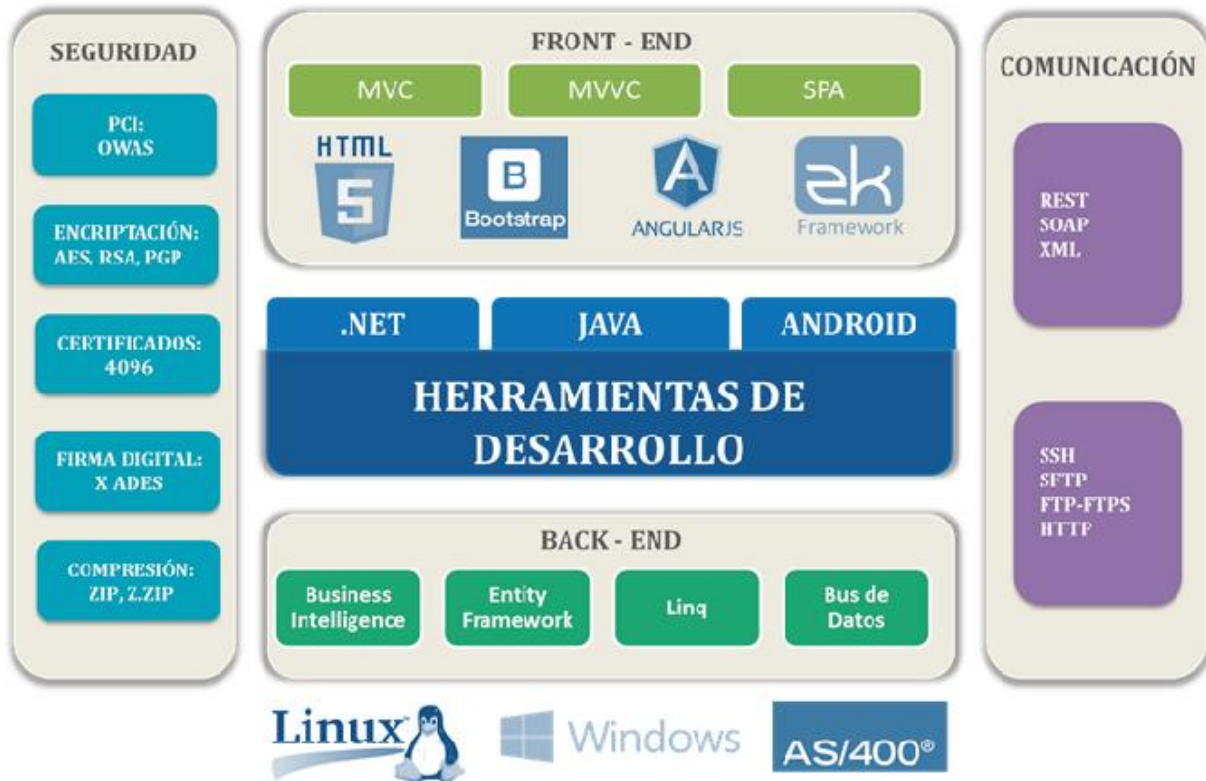 SEGURIDAD
PCI:
OWAS
ENCRIPTACIÓN:
AES, RSA, PGP
CERTIFICADOS:
4096
FIRMA DIGITAL:
X ADES
COMPRESIÓN:
ZIP, Z.ZIP
FRONT - END
MVC
MVVC
SPA
HTML
5
B
Bootstrap
A
ANGULARJS
zk
Framework
.NET
JAVA
ANDROID
HERRAMIENTAS DE
DESARROLLO
BACK - END
Business
Intelligence
Entity
Framework
Linq
Bus de
Datos
Linux
Windows
AS/400®
COMUNICACIÓN
REST
SOAP
XML
SSH
SFTP
FTP-FTPS
HTTP